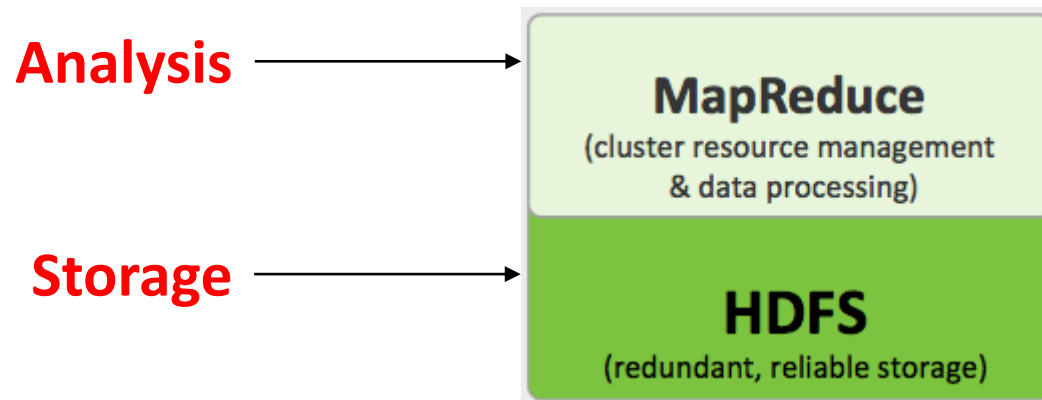 Analysis
MapReduce
(cluster resource management
& data processing)
Storage
HDFS
(redundant, reliable storage)